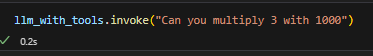 llm_with_tools.invoke("Can you multiply 3 with 1000")
0.2s